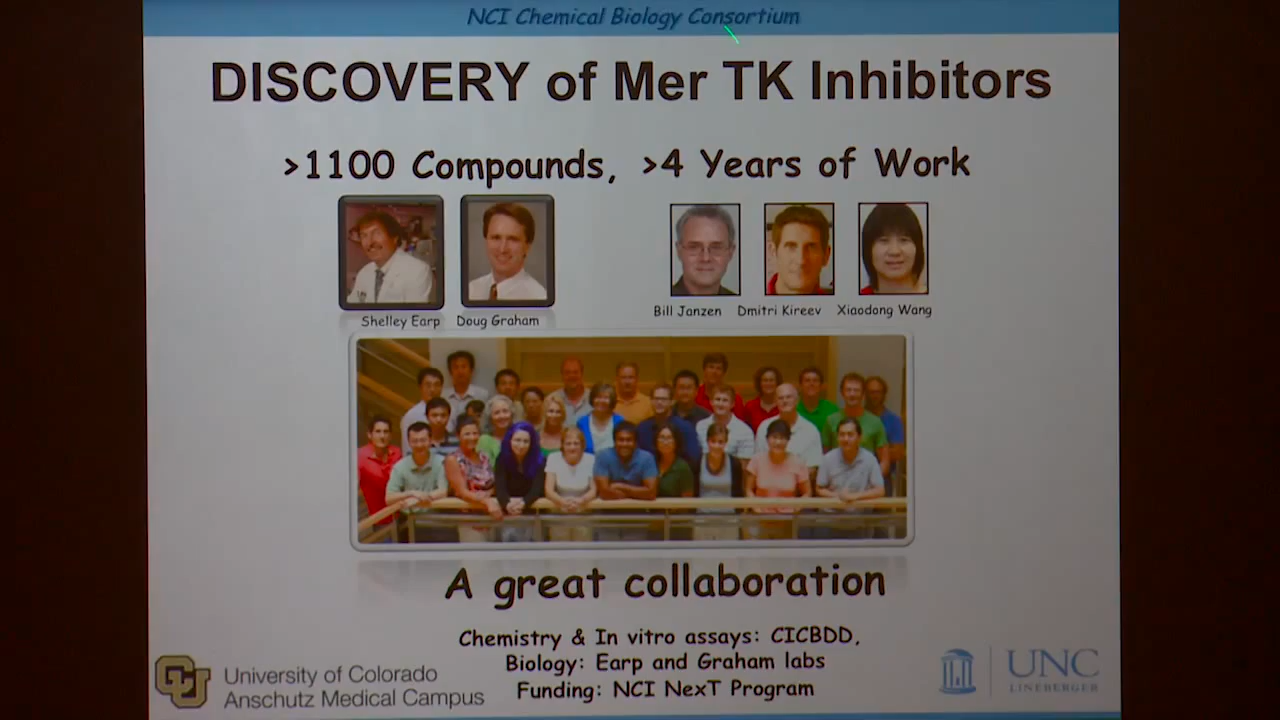 NCI Chemical Biology Consortium
DISCOVERY of Mer TK Inhibitors
>1100 Compounds, >4 Years of Work
Shelley Earp Doug Graham
Bill Janzen Dmitri Kireev Xiaodong Wang
A great collaboration
Chemistry & In vitro assays: CICBDD,
Biology: Earp and Graham labs
Funding: NCI NexT Program
CU
University of Colorado
Anschutz Medical Campus
UNC
LINEBERGER